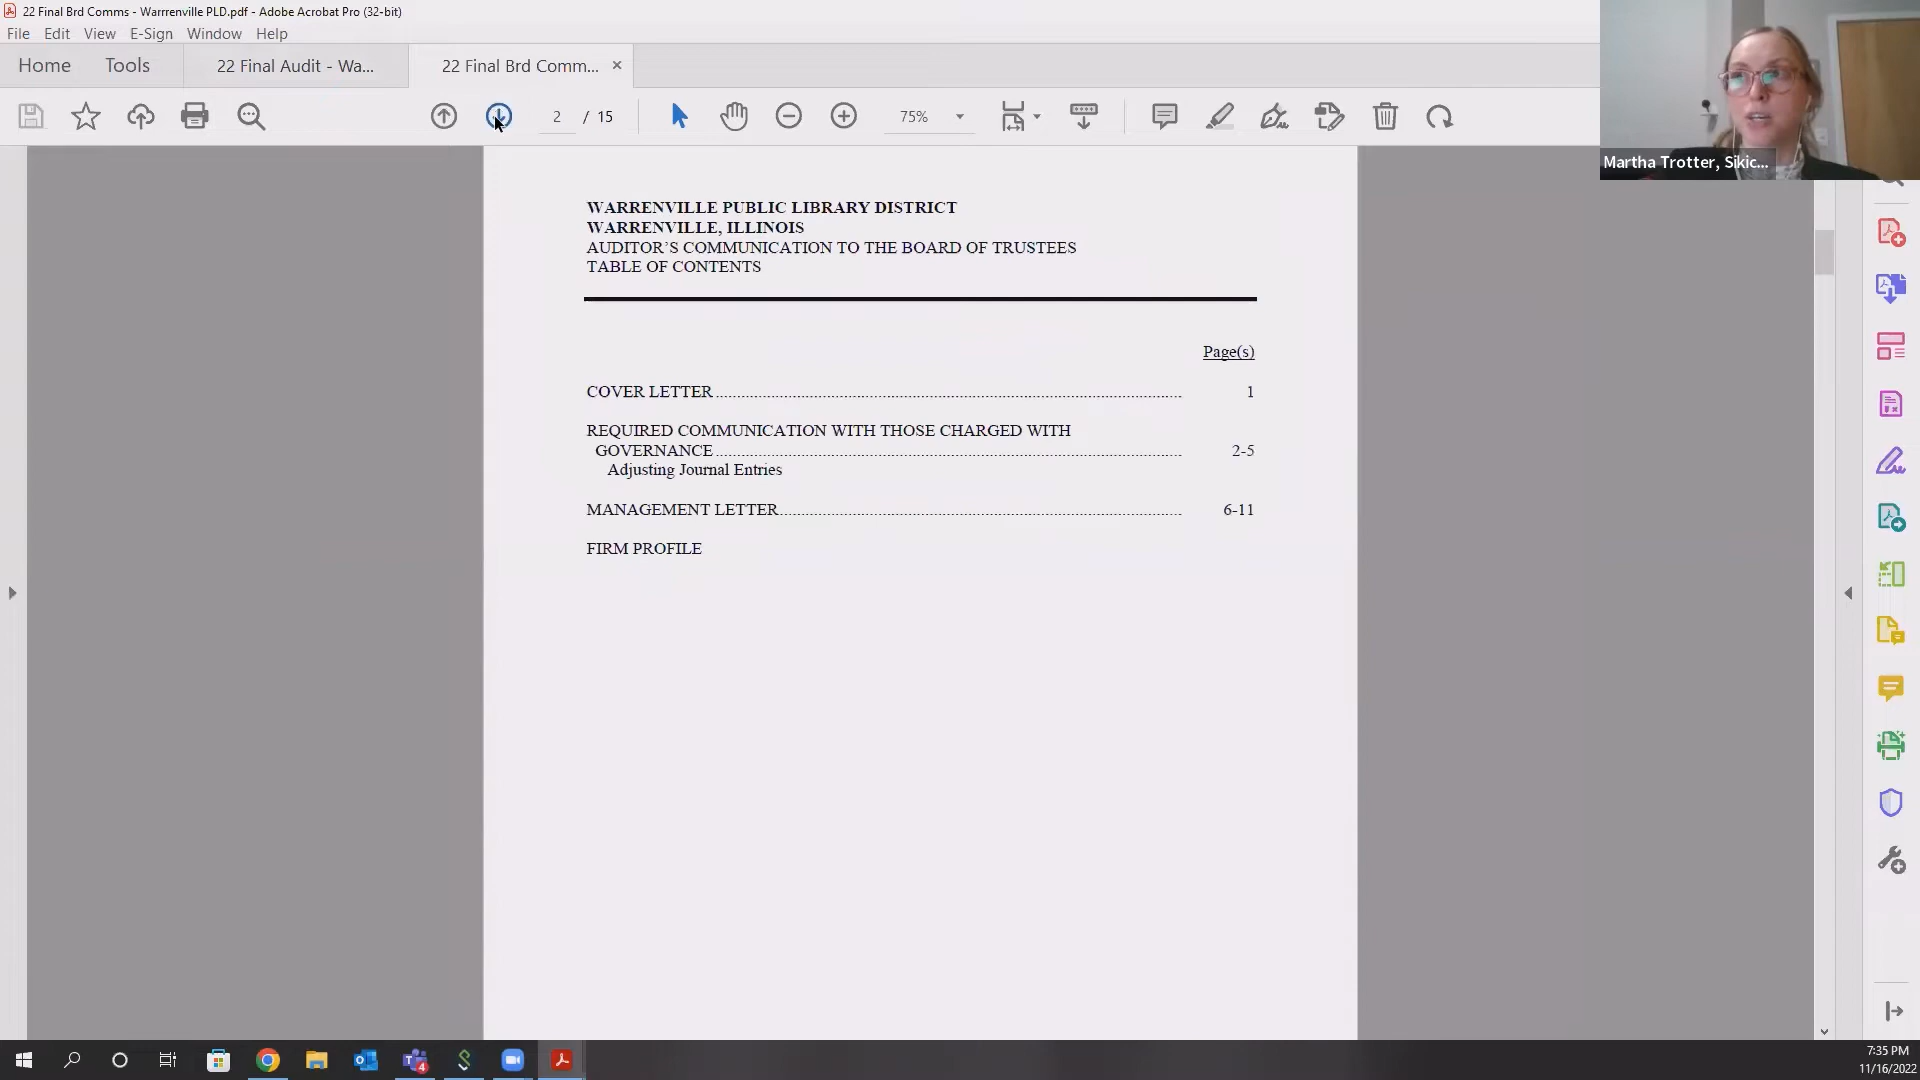 22 Final Brd Comms - Warrrenville PLD.pdf - Adobe Acrobat Pro (32-bit)
File Edit View E-Sign Window Help
Home Tools 22 Final Audit - Wa... 22 Final Brd Comm... ×
2 / 15 75%
Martha Trotter, Sikic...
WARRENVILLE PUBLIC LIBRARY DISTRICT
WARRENVILLE, ILLINOIS
AUDITOR'S COMMUNICATION TO THE BOARD OF TRUSTEES
TABLE OF CONTENTS
Page(s)
COVER LETTER 1
REQUIRED COMMUNICATION WITH THOSE CHARGED WITH
GOVERNANCE 2-5
Adjusting Journal Entries
MANAGEMENT LETTER 6-11
FIRM PROFILE
4
7:35 PM
11/16/2022